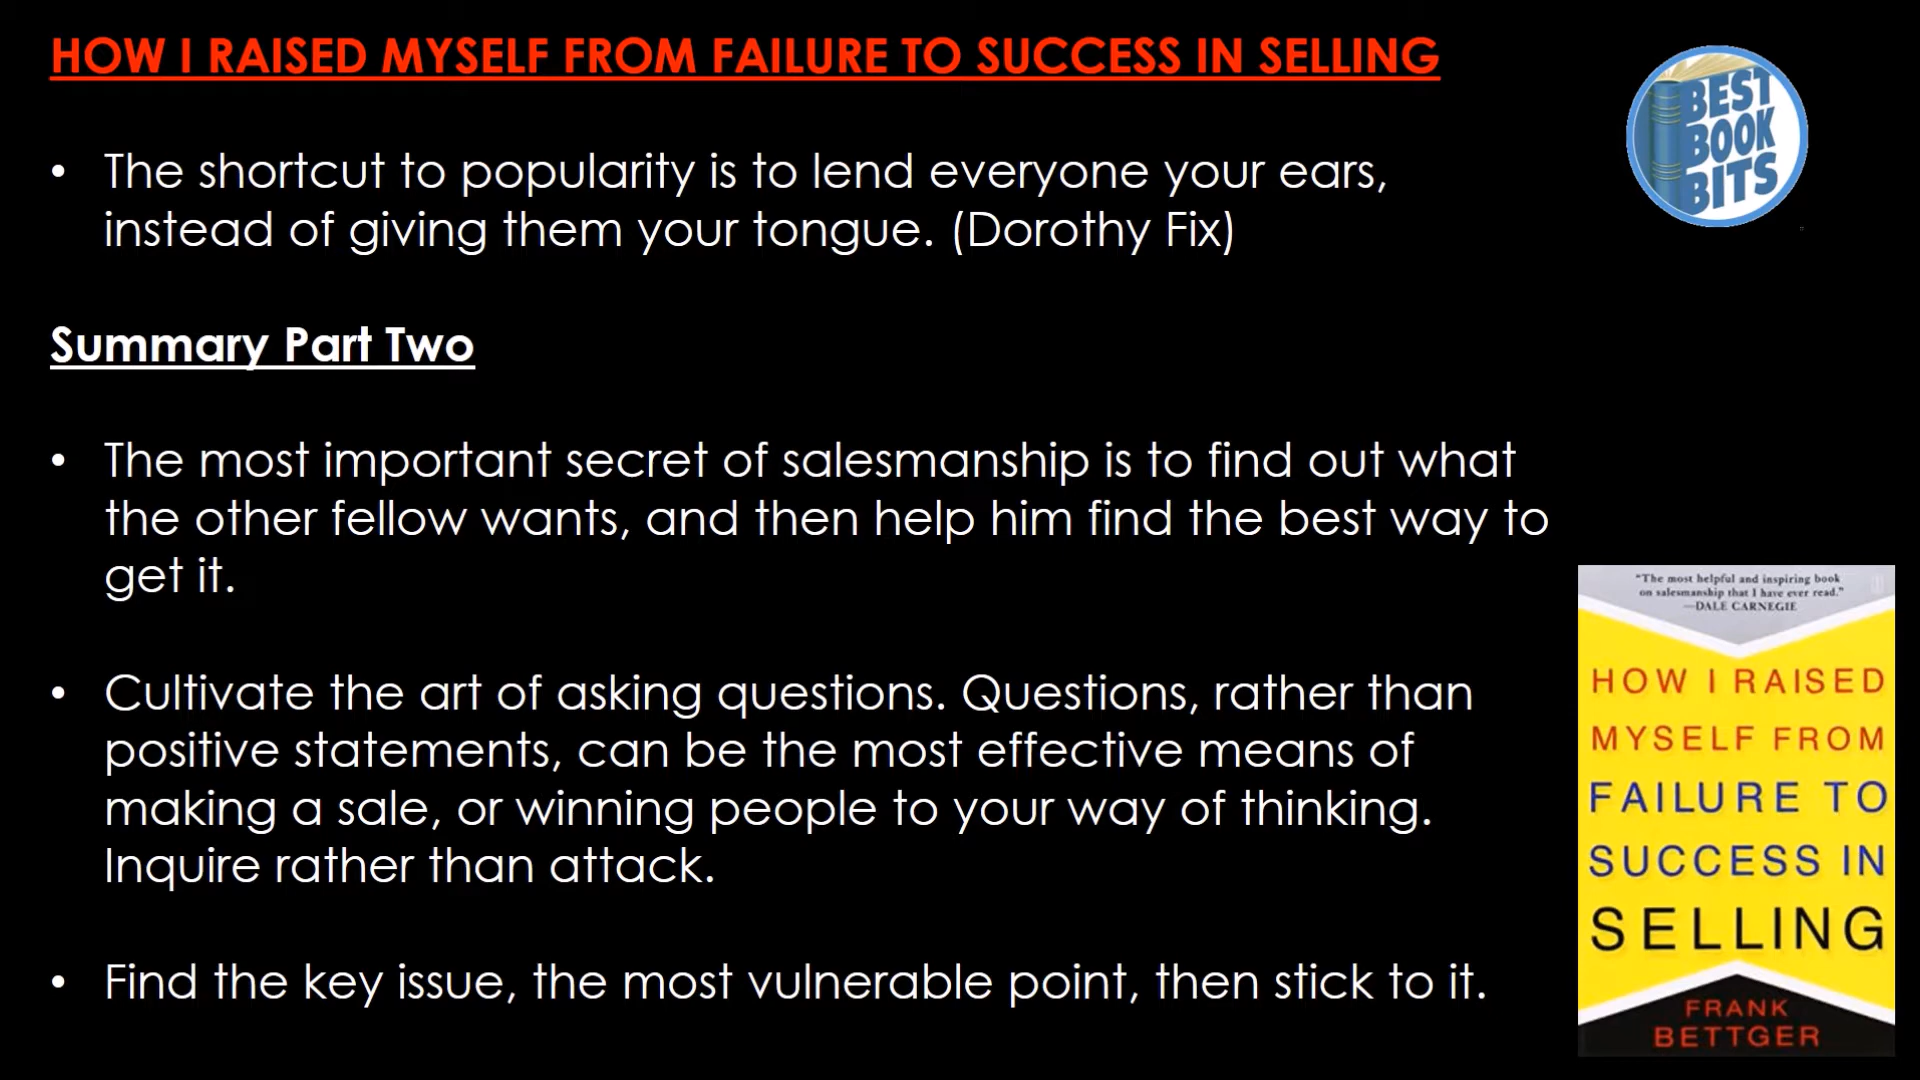 HOW I RAISED MYSELF FROM FAILURE TO SUCCESS IN SELLING
• The shortcut to popularity is to lend everyone your ears,
instead of giving them your tongue. (Dorothy Fix)
Summary Part Two
• The most important secret of salesmanship is to find out what
the other fellow wants, and then help him find the best way to
get it.
• Cultivate the art of asking questions. Questions, rather than
positive statements, can be the most effective means of
making a sale, or winning people to your way of thinking.
Inquire rather than attack.
• Find the key issue, the most vulnerable point, then stick to it.
BEST
BOOK
BITS
"The most helpful and inspiring book
on salesmanship that I have ever read."
—DALE CARNEGIE
HOW I RAISED
MYSELF FROM
FAILURE TO
SUCCESS IN
SELLING
FRANK
BETTGER